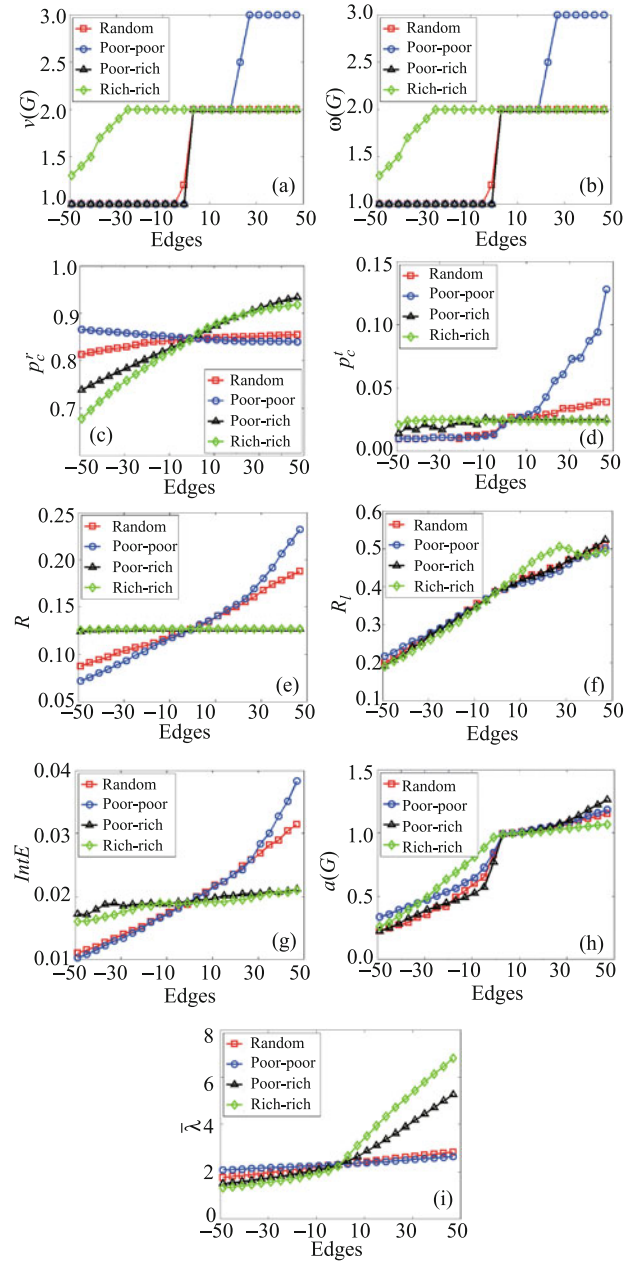 3.0
2.5
2.0
1.5
1.0
v(G)
Random
Poor-poor
Poor-rich
Rich-rich
(a)
−50 −30 −10 10 30 50
Edges
3.0
2.5
2.0
1.5
1.0
ω(G)
Random
Poor-poor
Poor-rich
Rich-rich
(b)
−50 −30 −10 10 30 50
Edges
1.0
0.9
0.8
0.7
p_c^r
Random
Poor-poor
Poor-rich
Rich-rich
(c)
−50 −30 −10 10 30 50
Edges
0.15
0.10
0.05
0.00
p_c^t
Random
Poor-poor
Poor-rich
Rich-rich
(d)
−50 −30 −10 10 30 50
Edges
0.25
0.20
0.15
0.10
0.05
R
Random
Poor-poor
Poor-rich
Rich-rich
(e)
−50 −30 −10 10 30 50
Edges
0.6
0.5
0.4
0.3
0.2
0.1
R_l
Random
Poor-poor
Poor-rich
Rich-rich
(f)
−50 −30 −10 10 30 50
Edges
0.04
0.03
0.02
0.01
IntE
Random
Poor-poor
Poor-rich
Rich-rich
(g)
−50 −30 −10 10 30 50
Edges
1.5
1.0
0.5
0.0
a(G)
Random
Poor-poor
Poor-rich
Rich-rich
(h)
−50 −30 −10 10 30 50
Edges
8
6
4
2
0
λ̄
Random
Poor-poor
Poor-rich
Rich-rich
(i)
−50 −30 −10 10 30 50
Edges